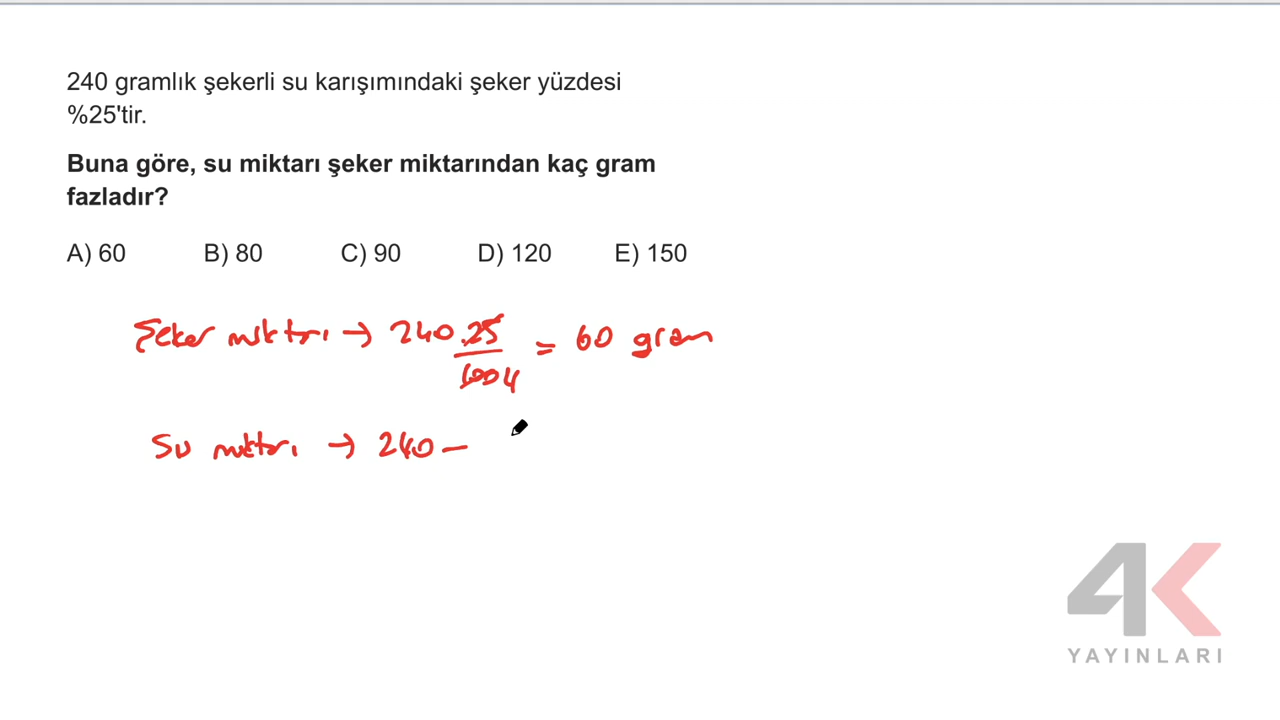 240 gramlık şekerli su karışımındaki şeker yüzdesi
%25'tir.
Buna göre, su miktarı şeker miktarından kaç gram
fazladır?
A) 60 B) 80 C) 90 D) 120 E) 150
Şeker miktarı → 240.25/100 4 = 60 gram
Su miktarı → 240 −
4K
YAYINLARI